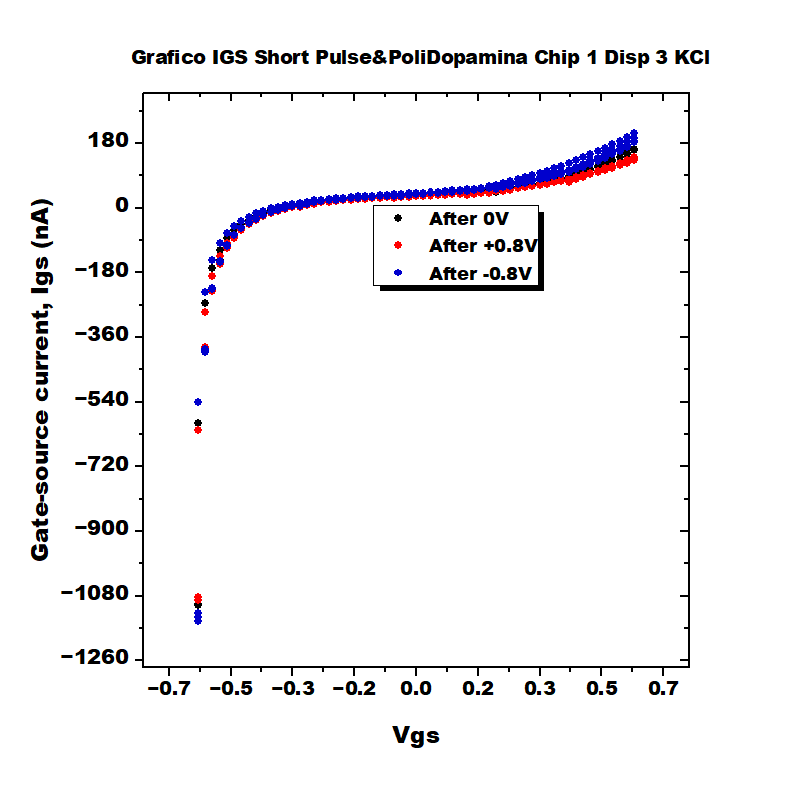 Grafico IGS Short Pulse&PoliDopamina Chip 1 Disp 3 KCl
180
0
−180
−360
−540
−720
−900
−1080
−1260
Gate-source current, Igs (nA)
After 0V
After +0.8V
After -0.8V
−0.7 −0.5 −0.3 −0.2 0.0 0.2 0.3 0.5 0.7
Vgs